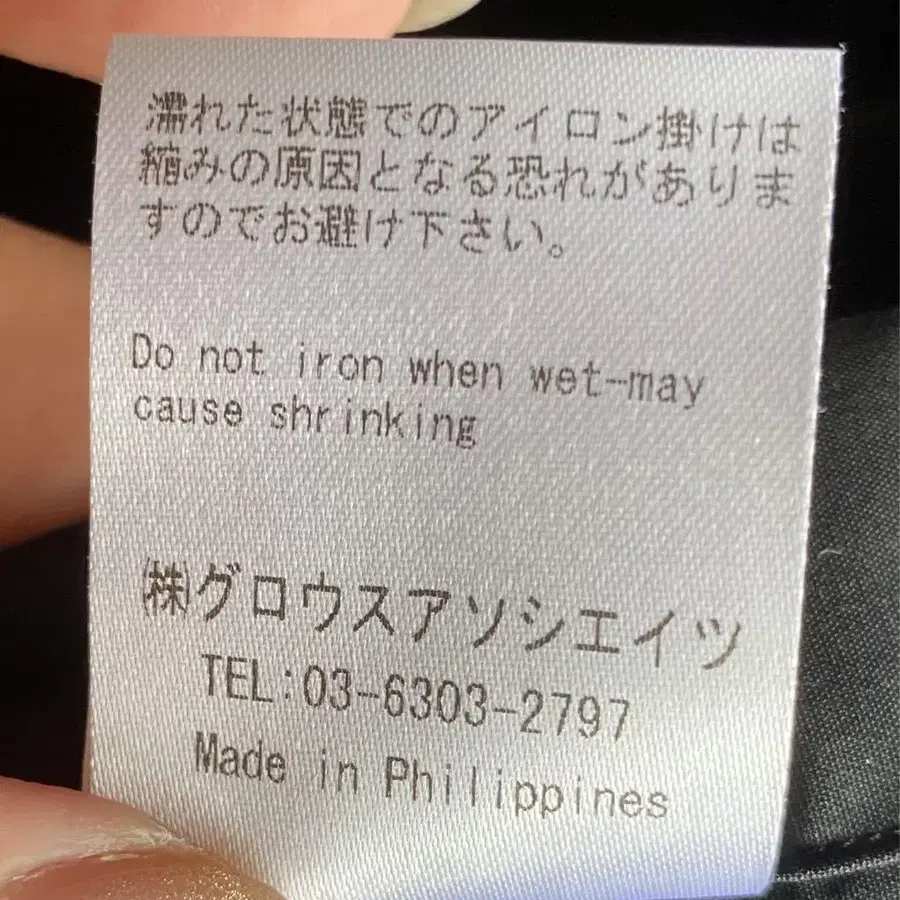 濡れた状態でのアイロン掛けは
縮みの原因となる恐れがありま
すのでお避け下さい。
Do not iron when wet-may
cause shrinking
㈱グロウスアソシエイツ
TEL:03-6303-2797
Made in Philippines